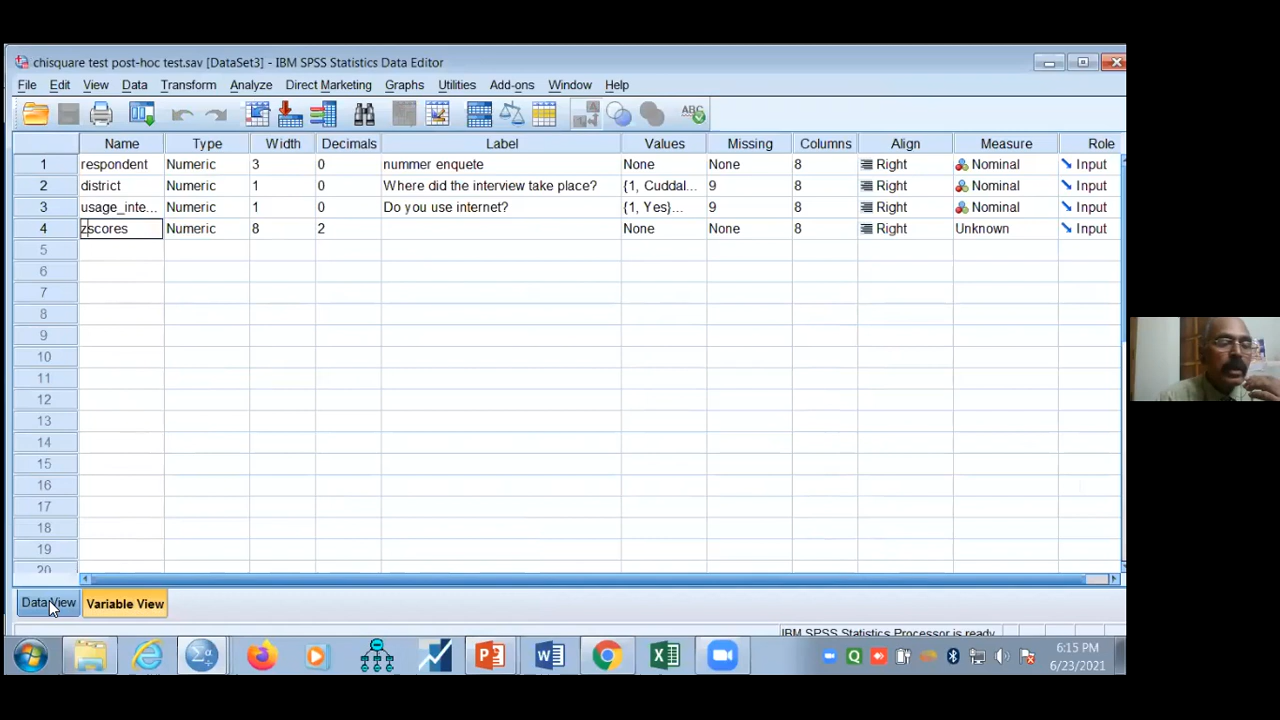 chisquare test post-hoc test.sav [DataSet3] - IBM SPSS Statistics Data Editor
File Edit View Data Transform Analyze Direct Marketing Graphs Utilities Add-ons Window Help
Name Type Width Decimals Label Values Missing Columns Align Measure Role
1 respondent Numeric 3 0 nummer enquete None None 8 Right Nominal Input
2 district Numeric 1 0 Where did the interview take place? {1, Cuddal... 9 8 Right Nominal Input
3 usage_inte... Numeric 1 0 Do you use internet? {1, Yes}... 9 8 Right Nominal Input
4 zscores Numeric 8 2 None None 8 Right Unknown Input
5
6
7
8
9
10
11
12
13
14
15
16
17
18
19
20
Data View Variable View
IBM SPSS Statistics Processor is ready
6:15 PM
6/23/2021